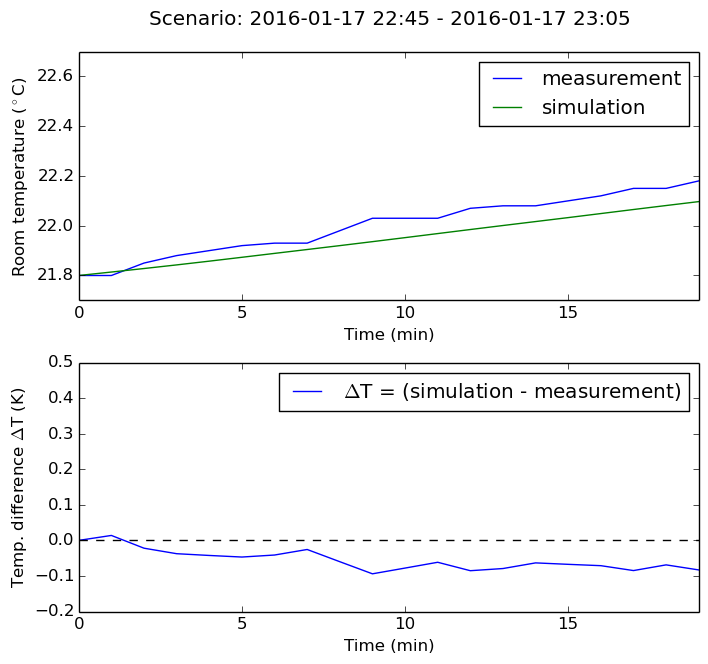 Scenario: 2016-01-17 22:45 - 2016-01-17 23:05
Room temperature (°C)
22.6
22.4
22.2
22.0
21.8
measurement
simulation
0 5 10 15
Time (min)
Temp. difference ΔT (K)
0.5
0.4
0.3
0.2
0.1
0.0
−0.1
−0.2
ΔT = (simulation - measurement)
0 5 10 15
Time (min)